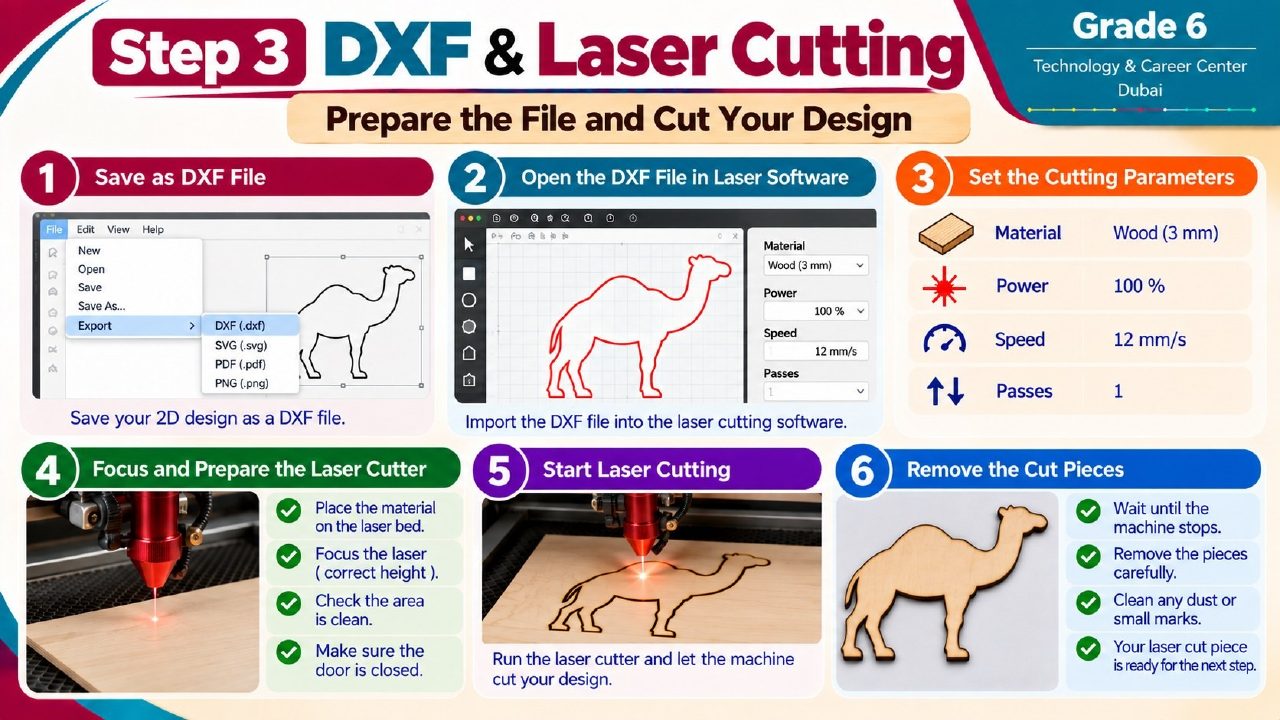 Step 3 DXF & Laser Cutting
Grade 6
Technology & Career Center
Dubai
Prepare the File and Cut Your Design
1 Save as DXF File
File Edit View Help
New
Open
Save
Save As...
Export >
DXF (.dxf)
SVG (.svg)
PDF (.pdf)
PNG (.png)
Save your 2D design as a DXF file.
2 Open the DXF File in Laser Software
Material
Wood (3 mm)
Power
100 %
Speed
12 mm/s
Passes
1
Import the DXF file into the laser cutting software.
3 Set the Cutting Parameters
Material Wood (3 mm)
Power 100 %
Speed 12 mm/s
Passes 1
4 Focus and Prepare the Laser Cutter
Place the material
on the laser bed.
Focus the laser
( correct height ).
Check the area
is clean.
Make sure the
door is closed.
5 Start Laser Cutting
Run the laser cutter and let the machine
cut your design.
6 Remove the Cut Pieces
Wait until the
machine stops.
Remove the pieces
carefully.
Clean any dust or
small marks.
Your laser cut piece
is ready for the next step.